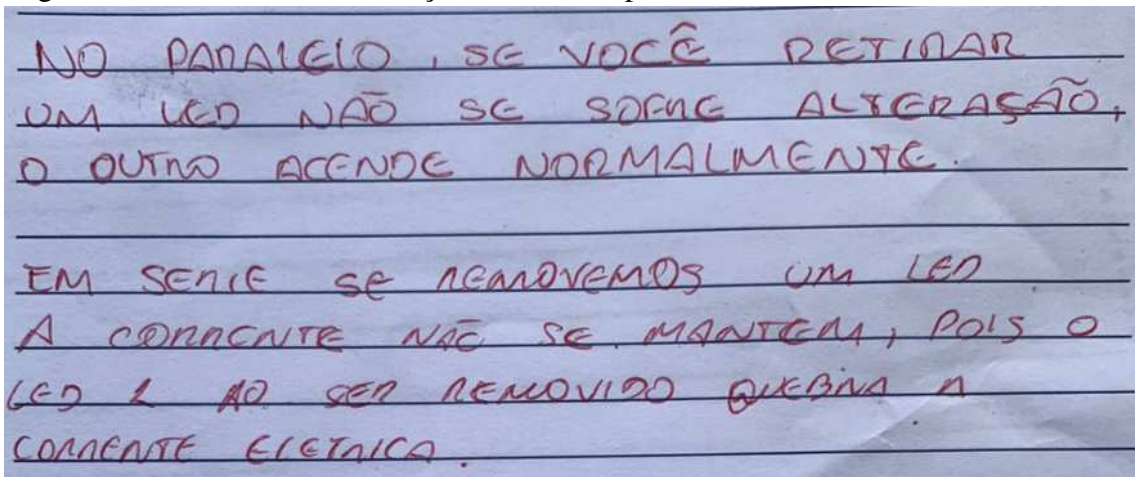 NO PARALELO, SE VOCÊ RETIRAR
UM LED NÃO SE SOFRE ALTERAÇÃO,
O OUTRO ACENDE NORMALMENTE.
EM SERIE SE REMOVEMOS UM LED
A CORRENTE NÃO SE MANTEM, POIS O
LED 1 AO SER REMOVIDO QUEBRA A
CORRENTE ELETRICA.